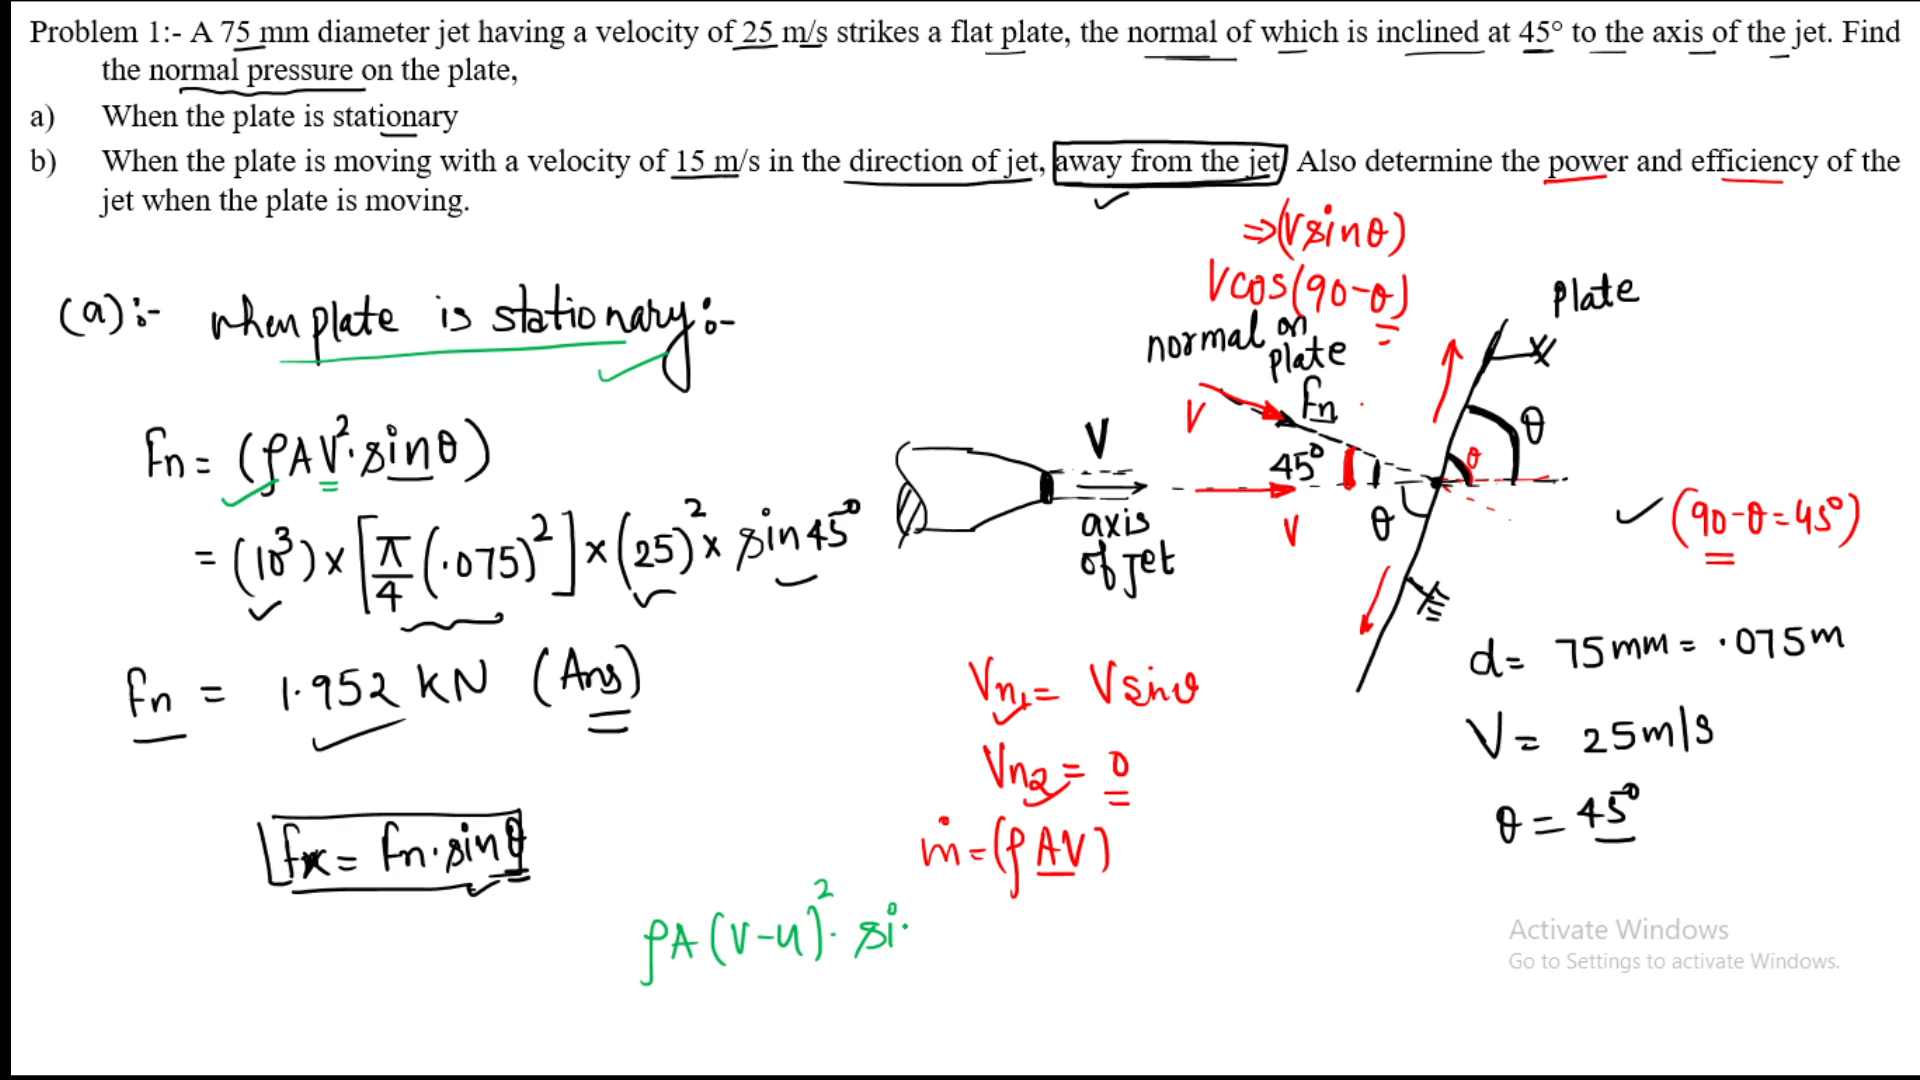 Problem 1:- A 75 mm diameter jet having a velocity of 25 m/s strikes a flat plate, the normal of which is inclined at 45° to the axis of the jet. Find
the normal pressure on the plate,
a) When the plate is stationary
b) When the plate is moving with a velocity of 15 m/s in the direction of jet, away from the jet, Also determine the power and efficiency of the
jet when the plate is moving.
⇒(V sinθ)
Vcos(90-θ)
(a):- when plate is stationary:-
normal on
plate
Plate
Fn
V
θ
θ
Fn = (ρAV²·sinθ)
V
45°
= (10³) × [π/4 (.075)²] × (25)² × sin 45°
axis
of jet
V
θ
(90-θ=45°)
d= 75mm = .075m
Fn = 1.952 kN (Ans)
Vn₁= Vsinθ
V= 25m/s
Vn₂= 0
θ = 45°
Fx = Fn·sinθ
ṁ=(ρAV)
ρA(V-u)²· si·
Activate Windows
Go to Settings to activate Windows.